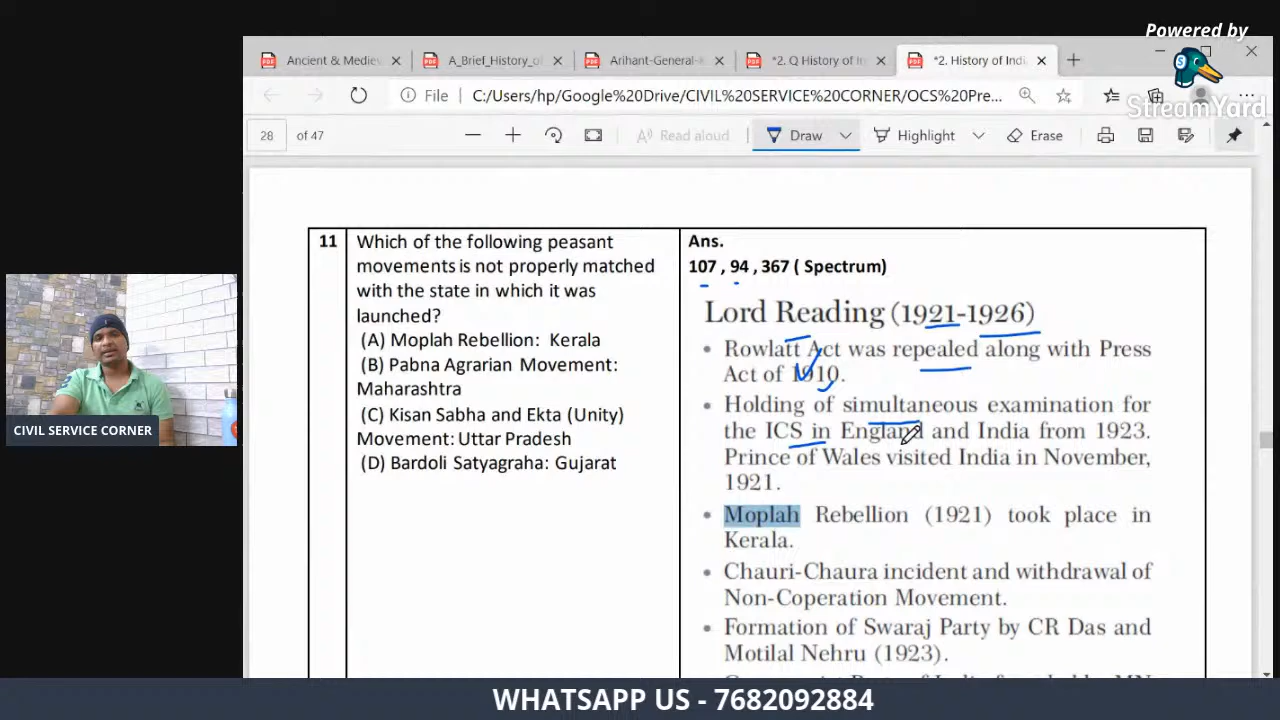 Powered by
StreamYard
Ancient & Mediev
A_Brief_History_of
Arihant-General-K
*2. Q History of In
*2. History of Indi
File
C:/Users/hp/Google%20Drive/CIVIL%20SERVICE%20CORNER/OCS%20Pre...
28 of 47
Read aloud
Draw
Highlight
Erase
11
Which of the following peasant
movements is not properly matched
with the state in which it was
launched?
(A) Moplah Rebellion: Kerala
(B) Pabna Agrarian Movement:
Maharashtra
(C) Kisan Sabha and Ekta (Unity)
Movement: Uttar Pradesh
(D) Bardoli Satyagraha: Gujarat
Ans.
107 , 94 , 367 ( Spectrum)
Lord Reading (1921-1926)
• Rowlatt Act was repealed along with Press
Act of 1910.
• Holding of simultaneous examination for
the ICS in England and India from 1923.
Prince of Wales visited India in November,
1921.
• Moplah Rebellion (1921) took place in
Kerala.
• Chauri-Chaura incident and withdrawal of
Non-Coperation Movement.
• Formation of Swaraj Party by CR Das and
Motilal Nehru (1923).
CIVIL SERVICE CORNER
WHATSAPP US - 7682092884